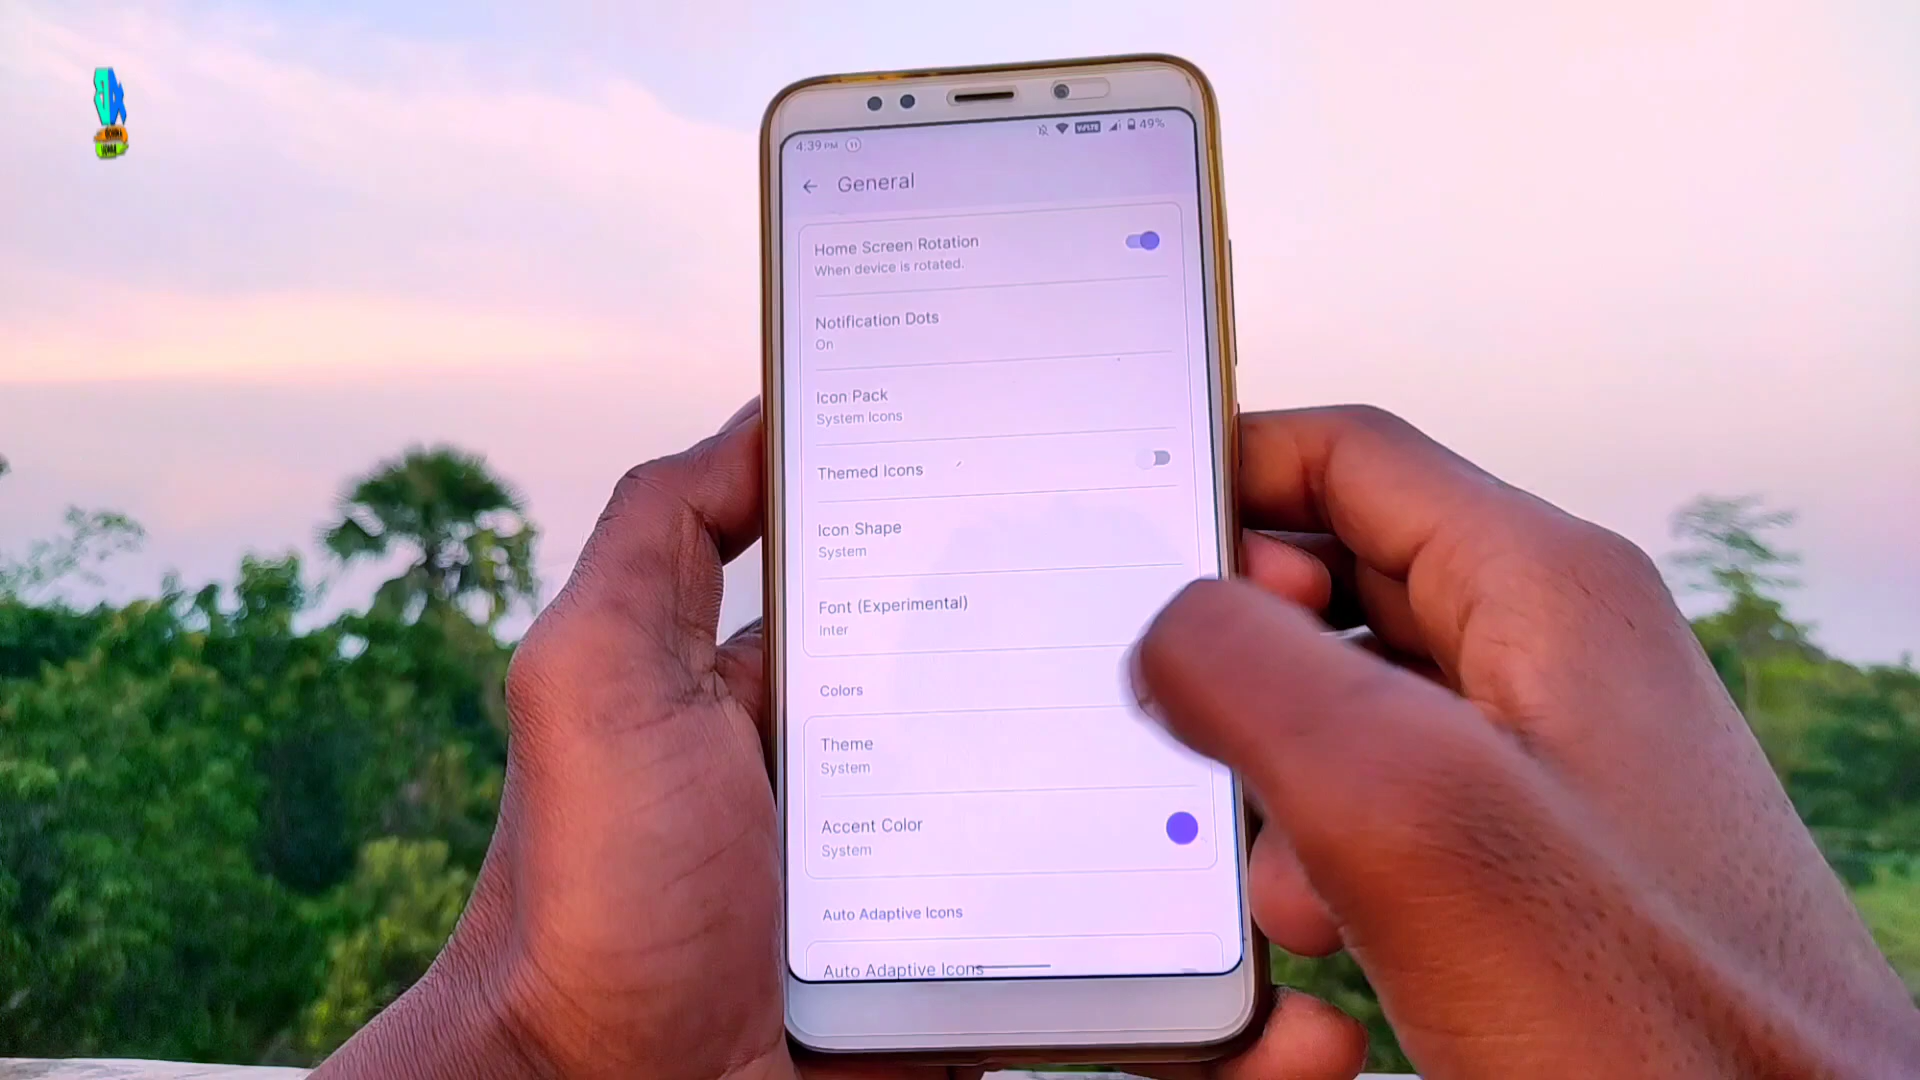 4:39 PM
VoLTE
49%
General
Home Screen Rotation
When device is rotated.
Notification Dots
On
Icon Pack
System Icons
Themed Icons
Icon Shape
System
Font (Experimental)
Inter
Colors
Theme
System
Accent Color
System
Auto Adaptive Icons
Auto Adaptive Icons